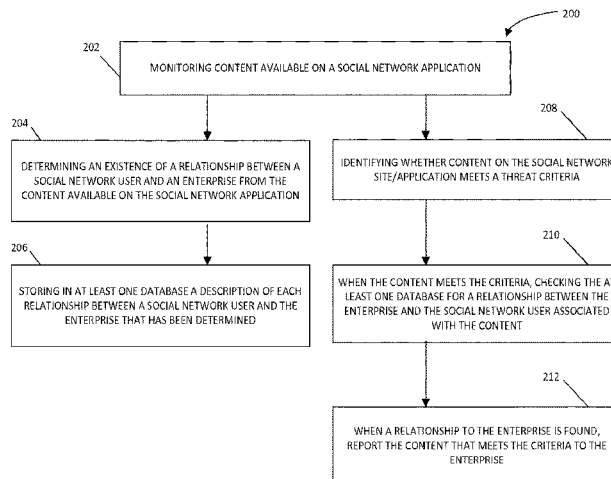 200
202
MONITORING CONTENT AVAILABLE ON A SOCIAL NETWORK APPLICATION
204
DETERMINING AN EXISTENCE OF A RELATIONSHIP BETWEEN A
SOCIAL NETWORK USER AND AN ENTERPRISE FROM THE
CONTENT AVAILABLE ON THE SOCIAL NETWORK APPLICATION
206
STORING IN AT LEAST ONE DATABASE A DESCRIPTION OF EACH
RELATIONSHIP BETWEEN A SOCIAL NETWORK USER AND THE
ENTERPRISE THAT HAS BEEN DETERMINED
208
IDENTIFYING WHETHER CONTENT ON THE SOCIAL NETWORK
SITE/APPLICATION MEETS A THREAT CRITERIA
210
WHEN THE CONTENT MEETS THE CRITERIA, CHECKING THE AT
LEAST ONE DATABASE FOR A RELATIONSHIP BETWEEN THE
ENTERPRISE AND THE SOCIAL NETWORK USER ASSOCIATED
WITH THE CONTENT
212
WHEN A RELATIONSHIP TO THE ENTERPRISE IS FOUND,
REPORT THE CONTENT THAT MEETS THE CRITERIA TO THE
ENTERPRISE